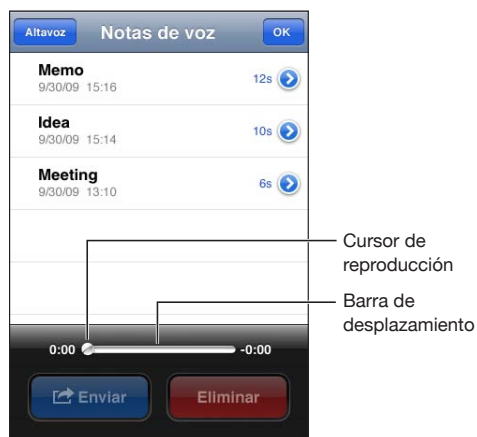 Altavoz Notas de voz OK
Memo
9/30/09 15:16
12s
Idea
9/30/09 15:14
10s
Meeting
9/30/09 13:10
6s
Cursor de
reproducción
Barra de
desplazamiento
0:00 -0:00
Enviar Eliminar